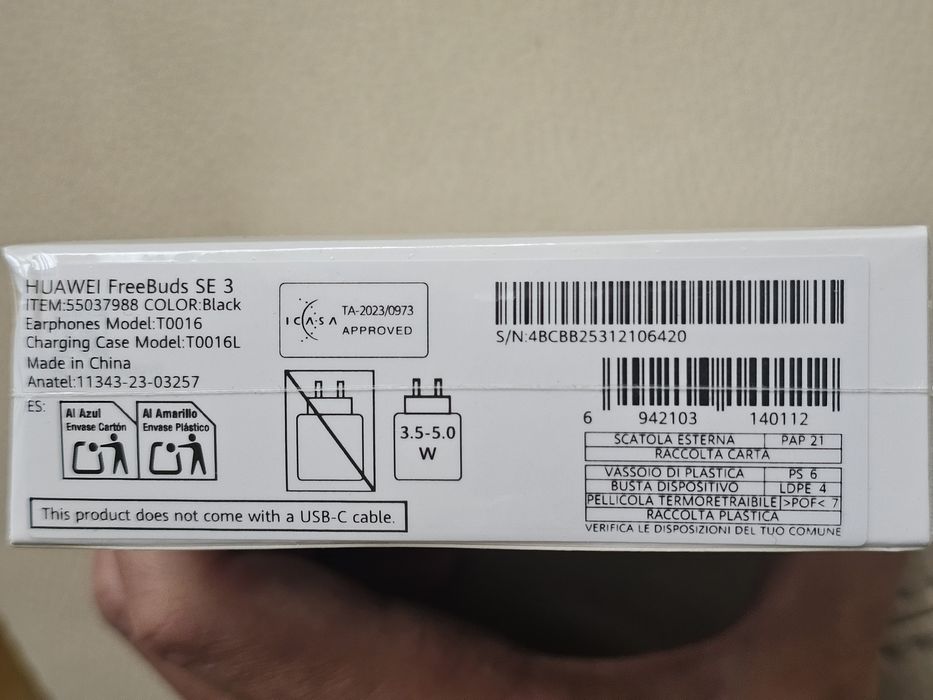 HUAWEI FreeBuds SE 3
ITEM:55037988 COLOR:Black
Earphones Model:T0016
Charging Case Model:T0016L
Made in China
Anatel:11343-23-03257
ES:
Al Azul
Envase Cartón
Al Amarillo
Envase Plástico
This product does not come with a USB-C cable.
ICASA
TA-2023/0973
APPROVED
3.5-5.0
W
S/N:4BCBB25312106420
6 942103 140112
SCATOLA ESTERNA PAP 21
RACCOLTA CARTA
VASSOIO DI PLASTICA PS 6
BUSTA DISPOSITIVO LDPE 4
PELLICOLA TERMORETRAIBILE >POF< 7
RACCOLTA PLASTICA
VERIFICA LE DISPOSIZIONI DEL TUO COMUNE